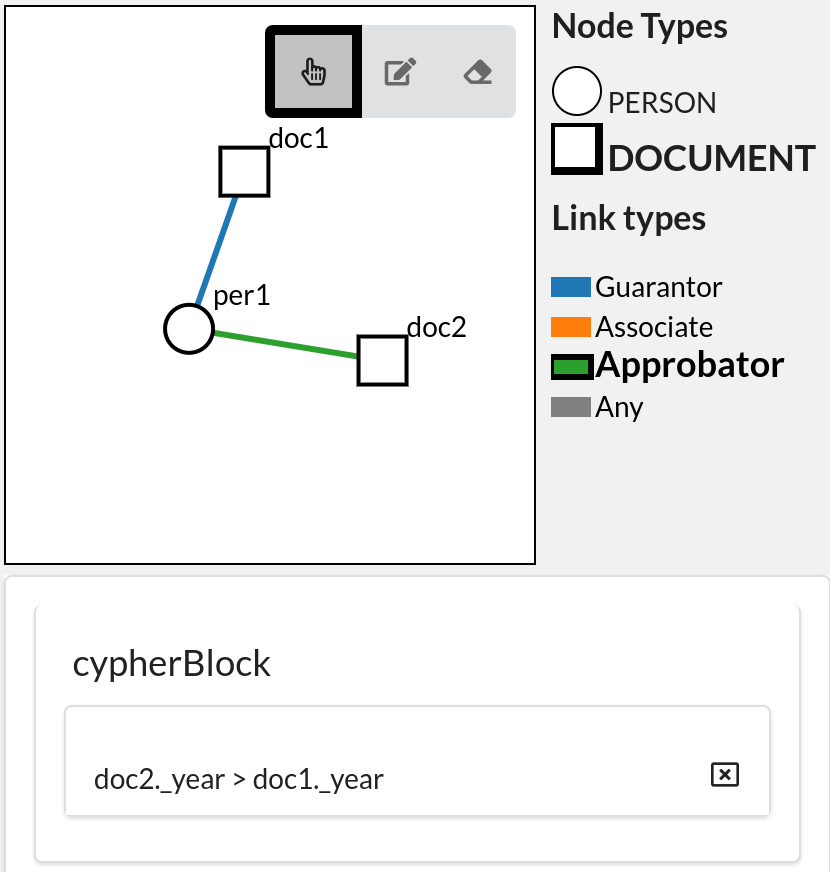 doc1
per1
doc2
Node Types
PERSON
DOCUMENT
Link types
Guarantor
Associate
Approbator
Any
cypherBlock
doc2._year > doc1._year